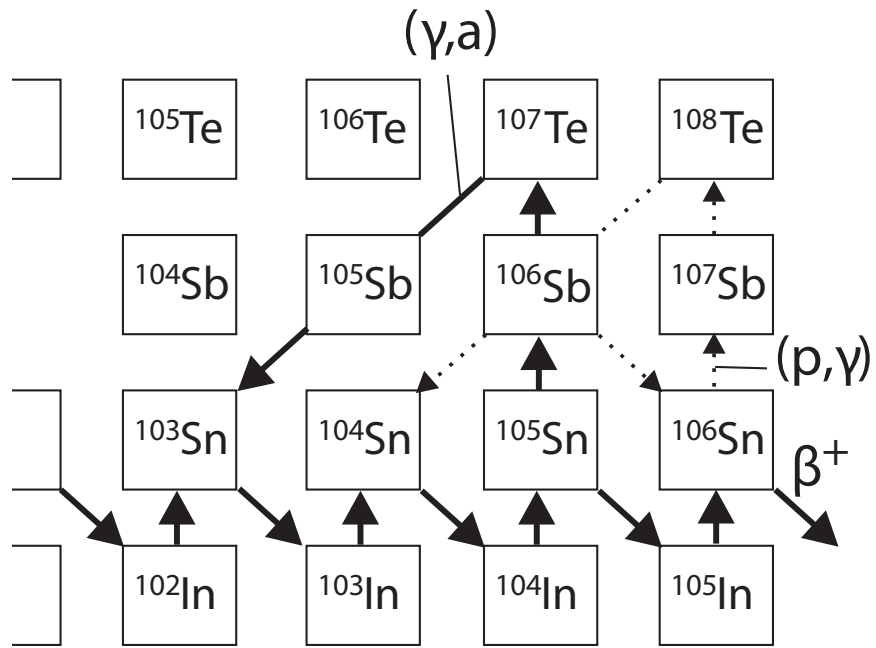 (γ,a)
¹⁰⁵Te ¹⁰⁶Te ¹⁰⁷Te ¹⁰⁸Te
¹⁰⁴Sb ¹⁰⁵Sb ¹⁰⁶Sb ¹⁰⁷Sb
(p,γ)
¹⁰³Sn ¹⁰⁴Sn ¹⁰⁵Sn ¹⁰⁶Sn
β⁺
¹⁰²In ¹⁰³In ¹⁰⁴In ¹⁰⁵In